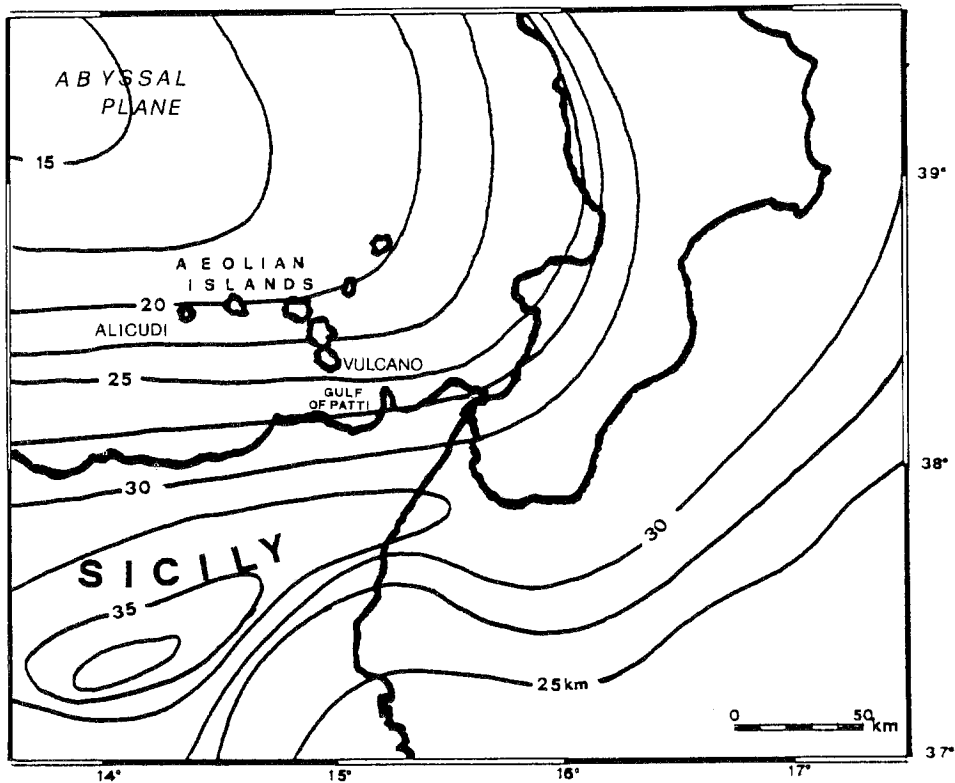 ABYSSAL
PLANE
15
39°
AEOLIAN
ISLANDS
20
ALICUDI
VULCANO
25
GULF
OF PATTI
38°
30
30
SICILY
35
25km
0 50 km
37°
14° 15° 16° 17°